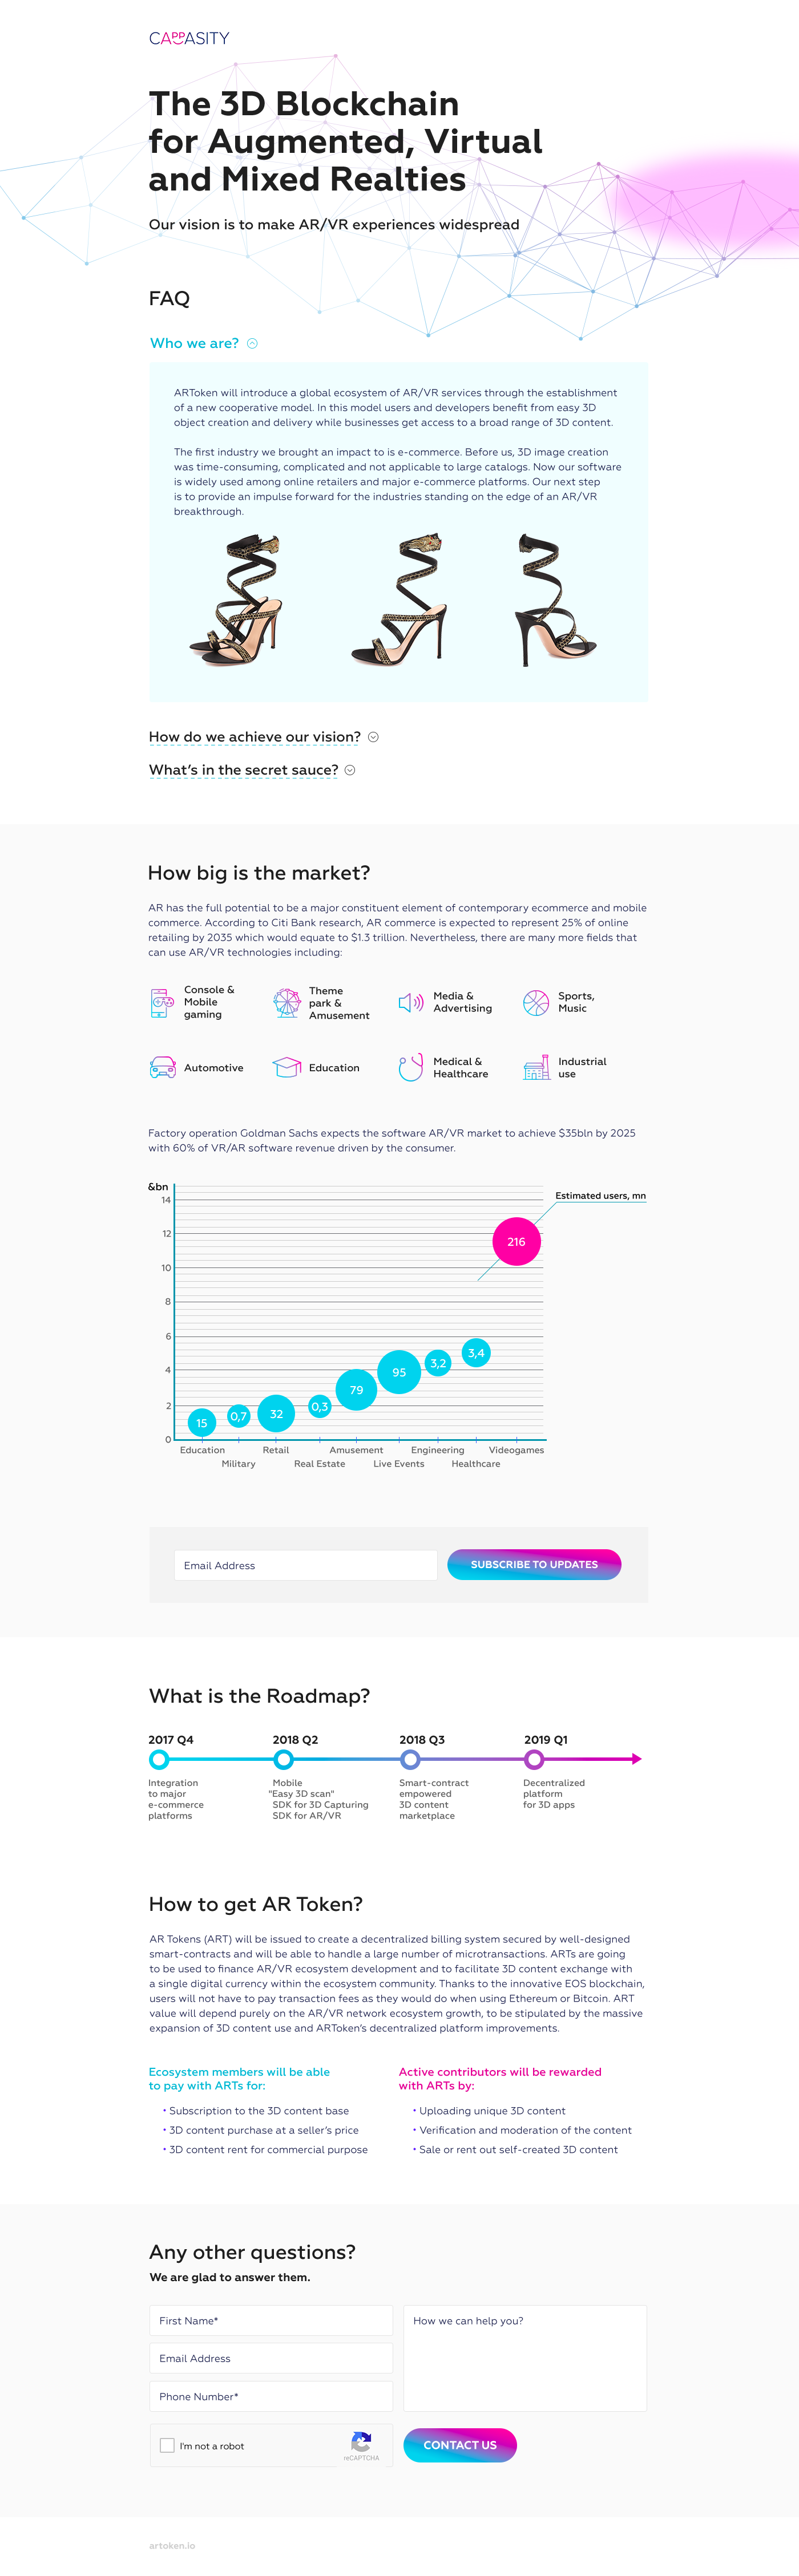 CAPPASITY
The 3D Blockchain
for Augmented, Virtual
and Mixed Realties
Our vision is to make AR/VR experiences widespread
FAQ
Who we are?
ARToken will introduce a global ecosystem of AR/VR services through the establishment
of a new cooperative model. In this model users and developers benefit from easy 3D
object creation and delivery while businesses get access to a broad range of 3D content.
The first industry we brought an impact to is e-commerce. Before us, 3D image creation
was time-consuming, complicated and not applicable to large catalogs. Now our software
is widely used among online retailers and major e-commerce platforms. Our next step
is to provide an impulse forward for the industries standing on the edge of an AR/VR
breakthrough.
How do we achieve our vision?
What's in the secret sauce?
How big is the market?
AR has the full potential to be a major constituent element of contemporary ecommerce and mobile
commerce. According to Citi Bank research, AR commerce is expected to represent 25% of online
retailing by 2035 which would equate to $1.3 trillion. Nevertheless, there are many more fields that
can use AR/VR technologies including:
Console &
Mobile
gaming
Theme
park &
Amusement
Media &
Advertising
Sports,
Music
Automotive
Education
Medical &
Healthcare
Industrial
use
Factory operation Goldman Sachs expects the software AR/VR market to achieve $35bln by 2025
with 60% of VR/AR software revenue driven by the consumer.
&bn
Estimated users, mn
14
12
10
8
6
4
2
0
216
3,4
3,2
95
79
0,3
32
0,7
15
Education
Retail
Amusement
Engineering
Videogames
Military
Real Estate
Live Events
Healthcare
Email Address
SUBSCRIBE TO UPDATES
What is the Roadmap?
2017 Q4
2018 Q2
2018 Q3
2019 Q1
Integration
to major
e-commerce
platforms
Mobile
"Easy 3D scan"
SDK for 3D Capturing
SDK for AR/VR
Smart-contract
empowered
3D content
marketplace
Decentralized
platform
for 3D apps
How to get AR Token?
AR Tokens (ART) will be issued to create a decentralized billing system secured by well-designed
smart-contracts and will be able to handle a large number of microtransactions. ARTs are going
to be used to finance AR/VR ecosystem development and to facilitate 3D content exchange with
a single digital currency within the ecosystem community. Thanks to the innovative EOS blockchain,
users will not have to pay transaction fees as they would do when using Ethereum or Bitcoin. ART
value will depend purely on the AR/VR network ecosystem growth, to be stipulated by the massive
expansion of 3D content use and ARToken's decentralized platform improvements.
Ecosystem members will be able
to pay with ARTs for:
• Subscription to the 3D content base
• 3D content purchase at a seller's price
• 3D content rent for commercial purpose
Active contributors will be rewarded
with ARTs by:
• Uploading unique 3D content
• Verification and moderation of the content
• Sale or rent out self-created 3D content
Any other questions?
We are glad to answer them.
First Name*
Email Address
Phone Number*
How we can help you?
I'm not a robot
reCAPTCHA
CONTACT US
artoken.io